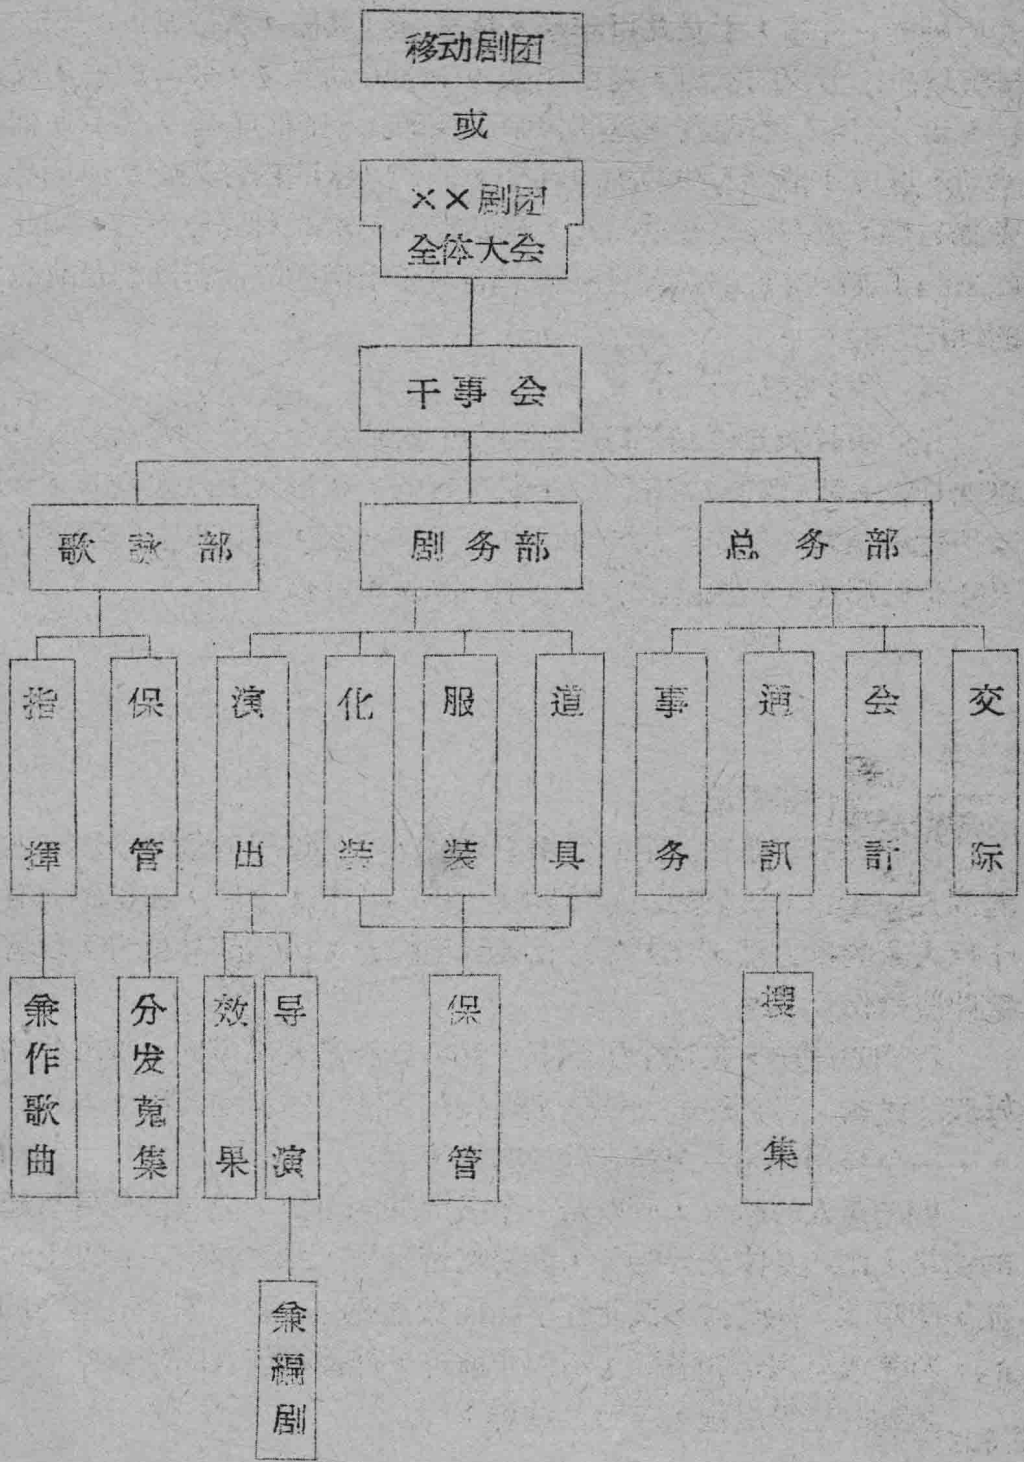 移动剧团
或
××剧团
全体大会
干事会
歌詠部
剧务部
总务部
指揮
保管
演出
化装
服装
道具
事务
通訊
会計
交际
兼作歌曲
分发蒐集
效果
导演
保管
搜集
兼編剧